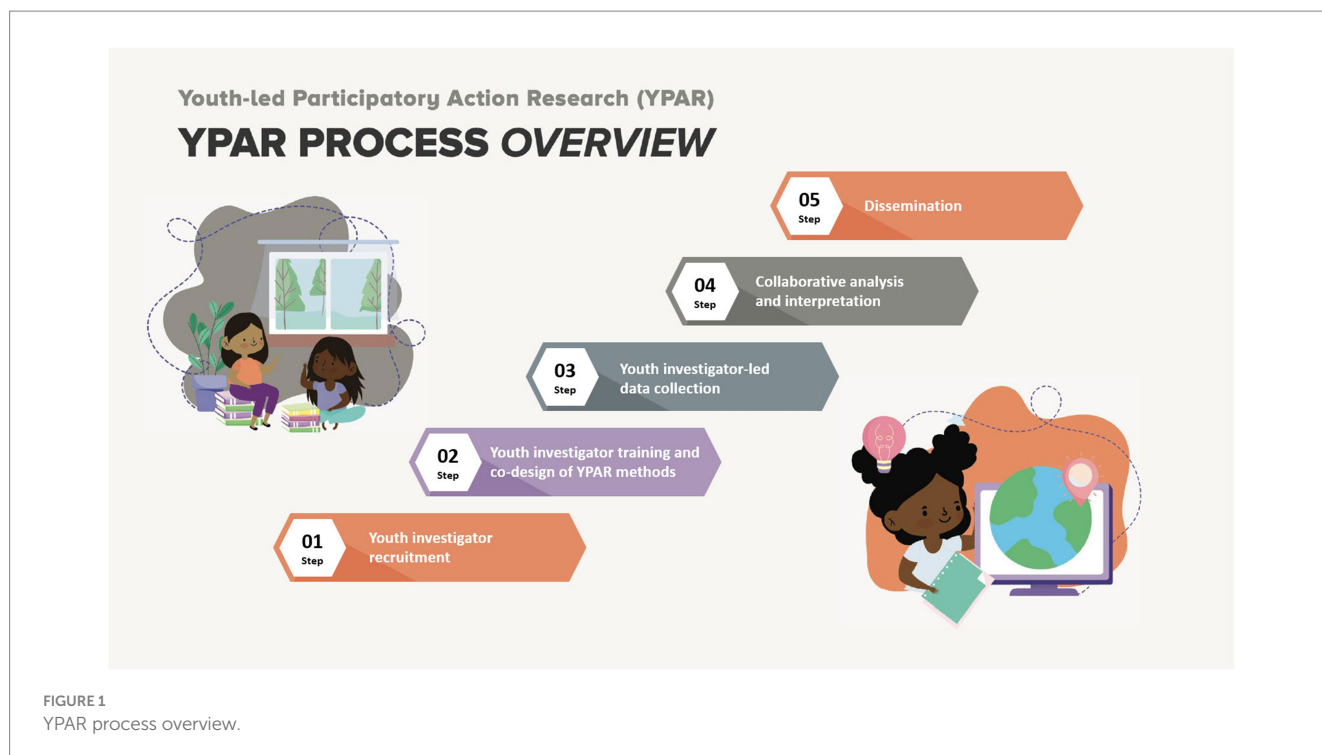 Youth-led Participatory Action Research (YPAR)
YPAR PROCESS OVERVIEW
05
Step
Dissemination
04
Step
Collaborative analysis
and interpretation
03
Step
Youth investigator-led
data collection
02
Step
Youth investigator training and
co-design of YPAR methods
01
Step
Youth investigator
recruitment
FIGURE 1
YPAR process overview.